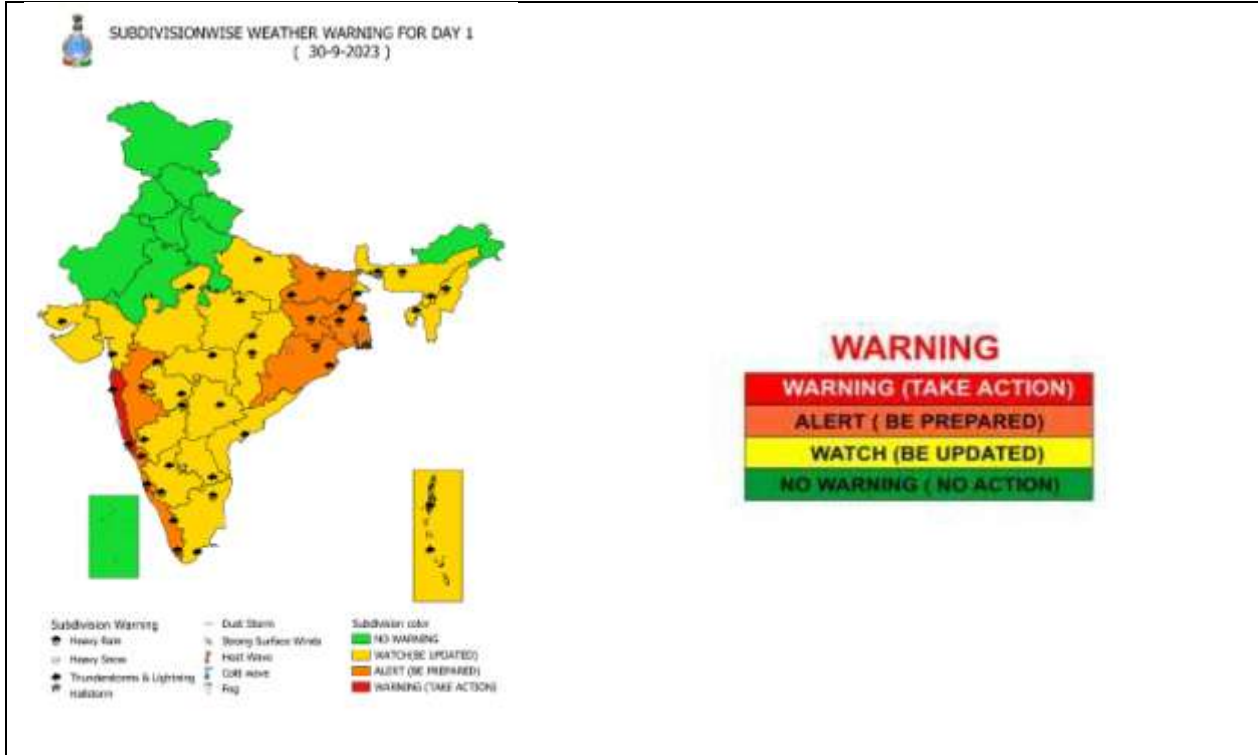 SUBDIVISIONWISE WEATHER WARNING FOR DAY 1
( 30-9-2023 )
WARNING
WARNING (TAKE ACTION)
ALERT ( BE PREPARED)
WATCH (BE UPDATED)
NO WARNING ( NO ACTION)
Subdivision Warning
Heavy Rain
Heavy Snow
Thunderstorms & Lightning
Hailstorm
Dust Storm
Strong Surface Winds
Heat Wave
Cold wave
Fog
Subdivision color
NO WARNING
WATCH(BE UPDATED)
ALERT (BE PREPARED)
WARNING (TAKE ACTION)